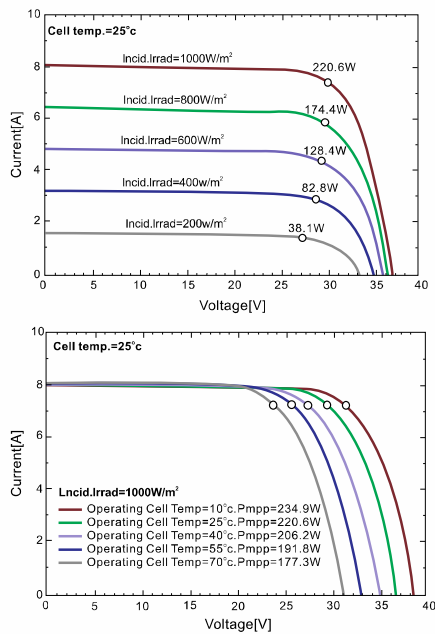 10
Cell temp.=25°c
Incid.Irrad=1000W/m²
220.6W
8
Incid.Irrad=800W/m²
174.4W
6
Incid.Irrad=600W/m²
128.4W
Current[A]
4
Incid.Irrad=400w/m²
82.8W
2
Incid.Irrad=200w/m²
38.1W
0
0 5 10 15 20 25 30 35 40
Voltage[V]
10
Cell temp.=25°c
8
6
Current[A]
4
2
0
Lncid.Irrad=1000W/m²
Operating Cell Temp=10°c.Pmpp=234.9W
Operating Cell Temp=25°c.Pmpp=220.6W
Operating Cell Temp=40°c.Pmpp=206.2W
Operating Cell Temp=55°c.Pmpp=191.8W
Operating Cell Temp=70°c.Pmpp=177.3W
0 5 10 15 20 25 30 35 40
Voltage[V]